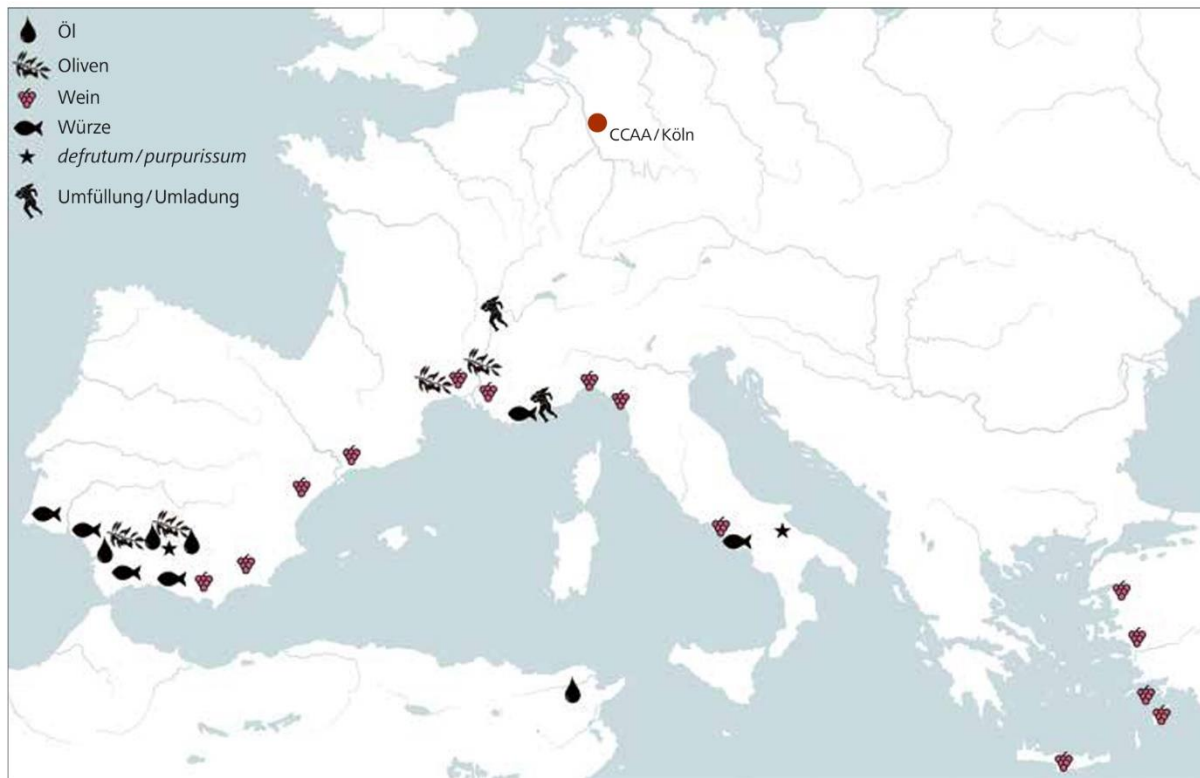 Öl
Oliven
Wein
Würze
defrutum/purpurissum
Umfüllung/Umladung
CCAA/Köln